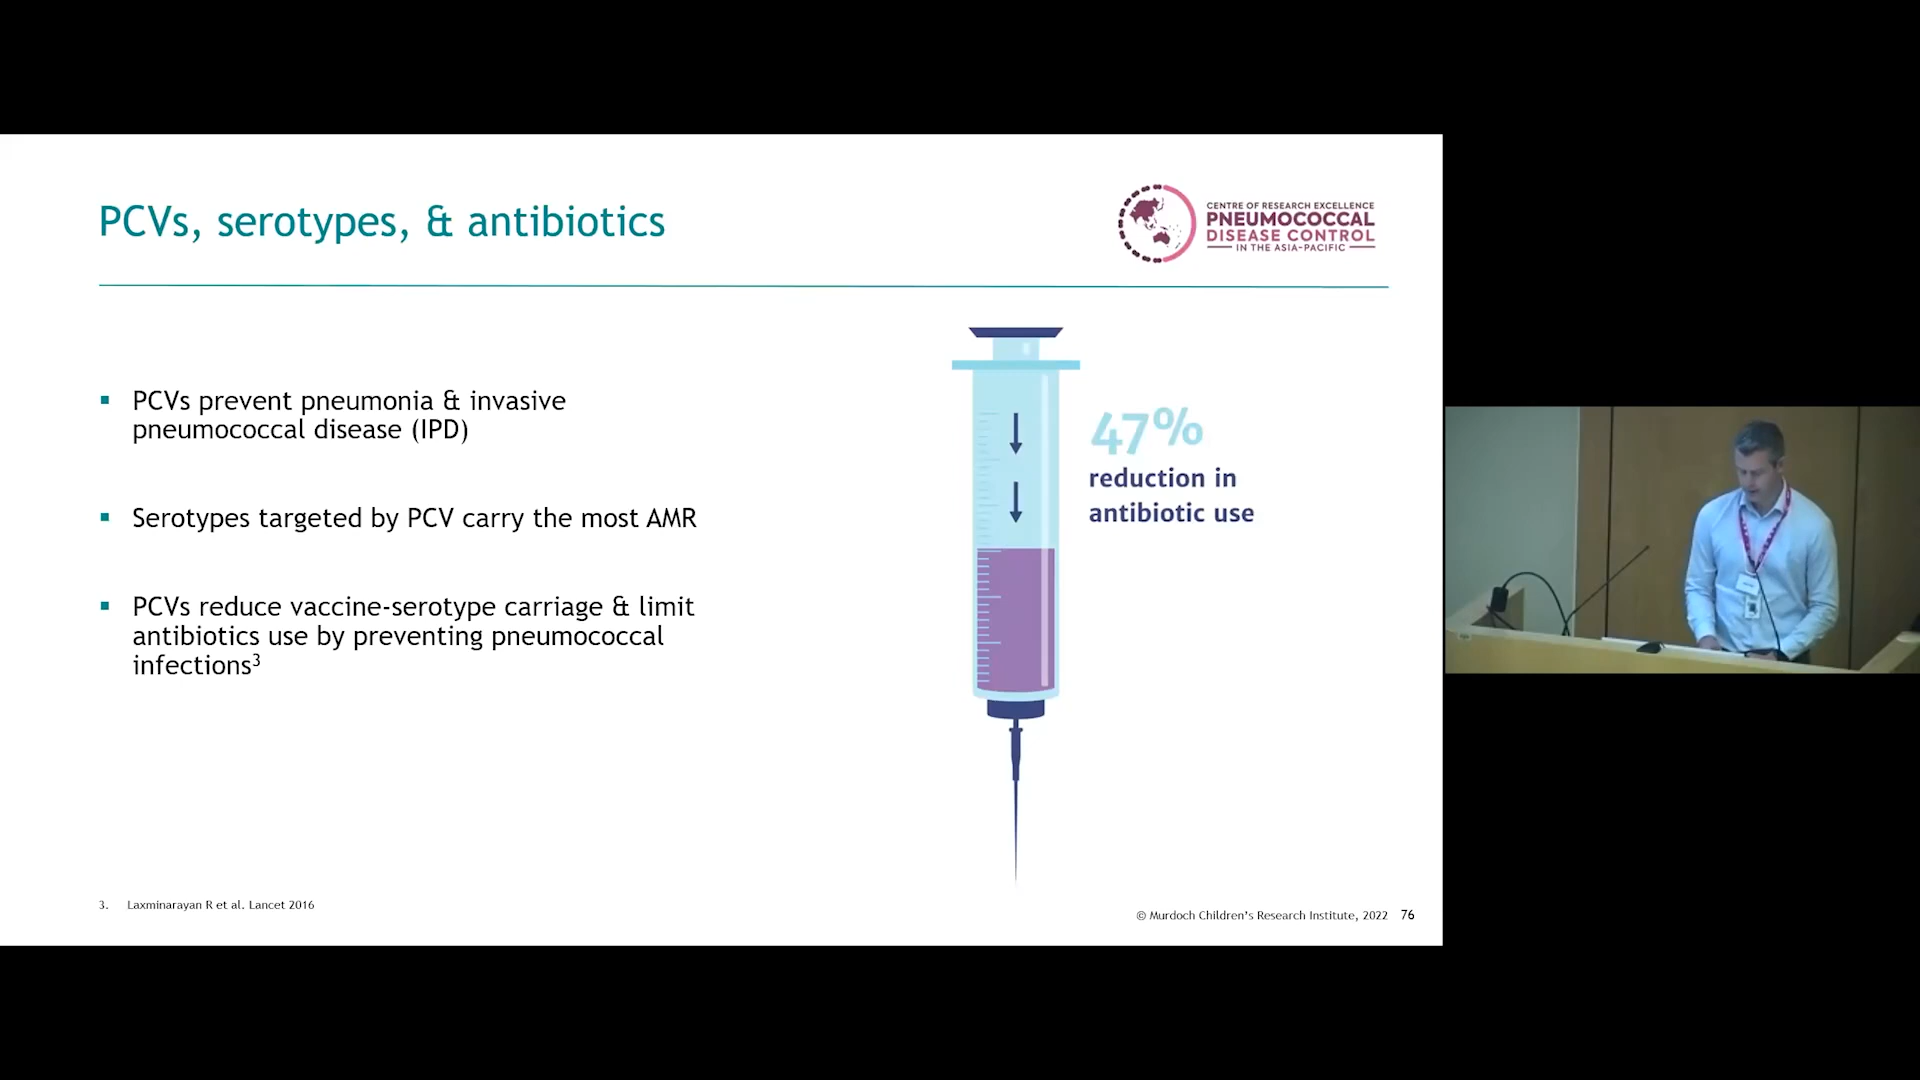 PCVs, serotypes, & antibiotics
CENTRE OF RESEARCH EXCELLENCE
PNEUMOCOCCAL
DISEASE CONTROL
IN THE ASIA-PACIFIC
▪ PCVs prevent pneumonia & invasive
pneumococcal disease (IPD)
▪ Serotypes targeted by PCV carry the most AMR
▪ PCVs reduce vaccine-serotype carriage & limit
antibiotics use by preventing pneumococcal
infections³
47%
reduction in
antibiotic use
3. Laxminarayan R et al. Lancet 2016
© Murdoch Children's Research Institute, 2022 76